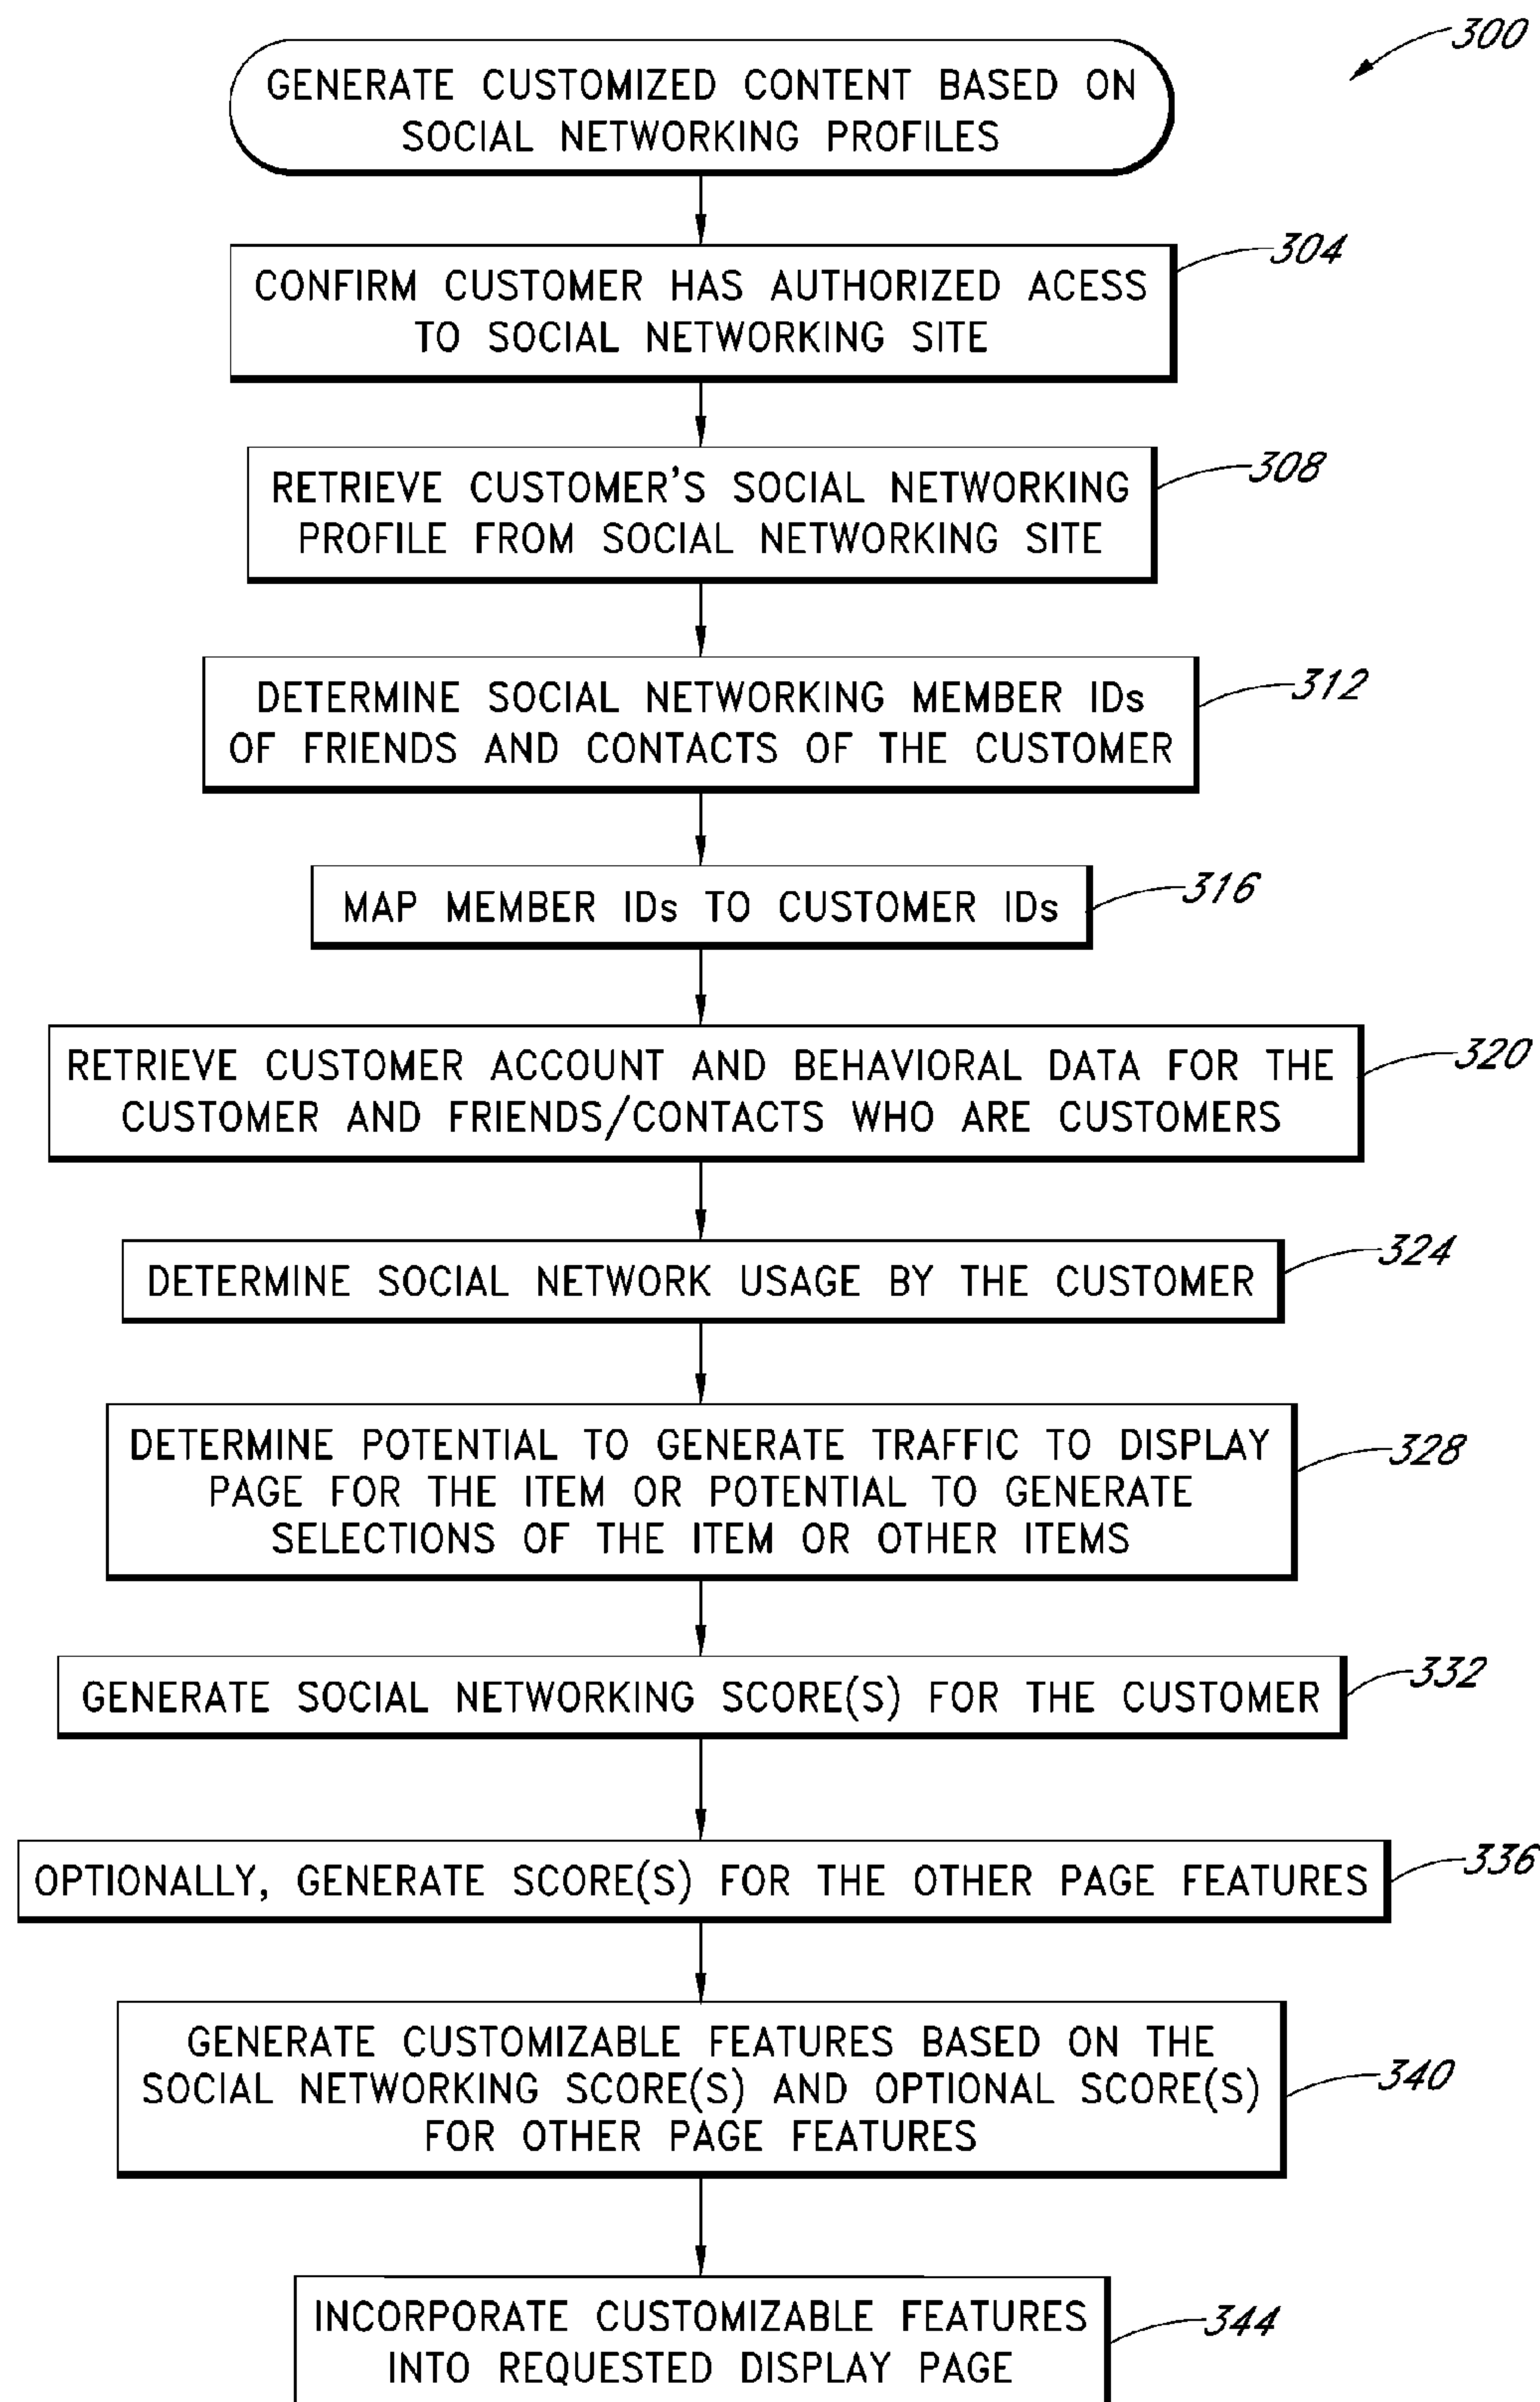 300
GENERATE CUSTOMIZED CONTENT BASED ON
SOCIAL NETWORKING PROFILES
304
CONFIRM CUSTOMER HAS AUTHORIZED ACESS
TO SOCIAL NETWORKING SITE
308
RETRIEVE CUSTOMER'S SOCIAL NETWORKING
PROFILE FROM SOCIAL NETWORKING SITE
312
DETERMINE SOCIAL NETWORKING MEMBER IDs
OF FRIENDS AND CONTACTS OF THE CUSTOMER
316
MAP MEMBER IDs TO CUSTOMER IDs
320
RETRIEVE CUSTOMER ACCOUNT AND BEHAVIORAL DATA FOR THE
CUSTOMER AND FRIENDS/CONTACTS WHO ARE CUSTOMERS
324
DETERMINE SOCIAL NETWORK USAGE BY THE CUSTOMER
328
DETERMINE POTENTIAL TO GENERATE TRAFFIC TO DISPLAY
PAGE FOR THE ITEM OR POTENTIAL TO GENERATE
SELECTIONS OF THE ITEM OR OTHER ITEMS
332
GENERATE SOCIAL NETWORKING SCORE(S) FOR THE CUSTOMER
336
OPTIONALLY, GENERATE SCORE(S) FOR THE OTHER PAGE FEATURES
340
GENERATE CUSTOMIZABLE FEATURES BASED ON THE
SOCIAL NETWORKING SCORE(S) AND OPTIONAL SCORE(S)
FOR OTHER PAGE FEATURES
344
INCORPORATE CUSTOMIZABLE FEATURES
INTO REQUESTED DISPLAY PAGE